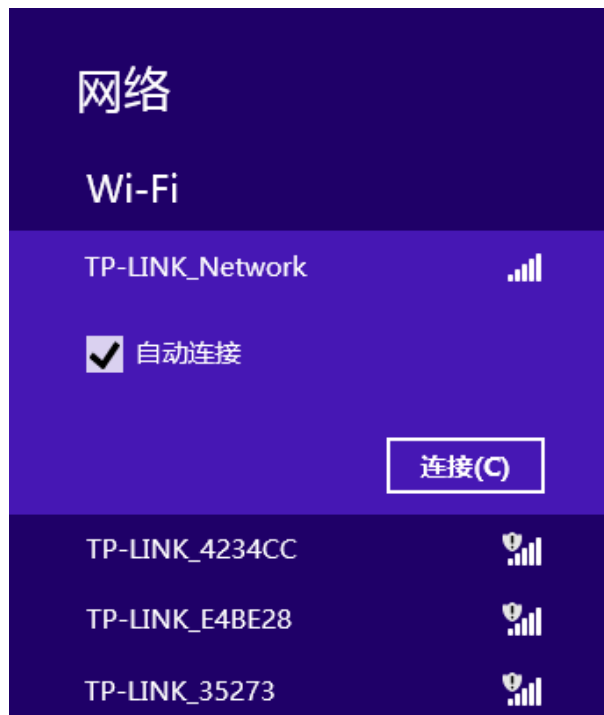 网络
Wi-Fi
TP-LINK_Network
自动连接
连接(C)
TP-LINK_4234CC
TP-LINK_E4BE28
TP-LINK_35273